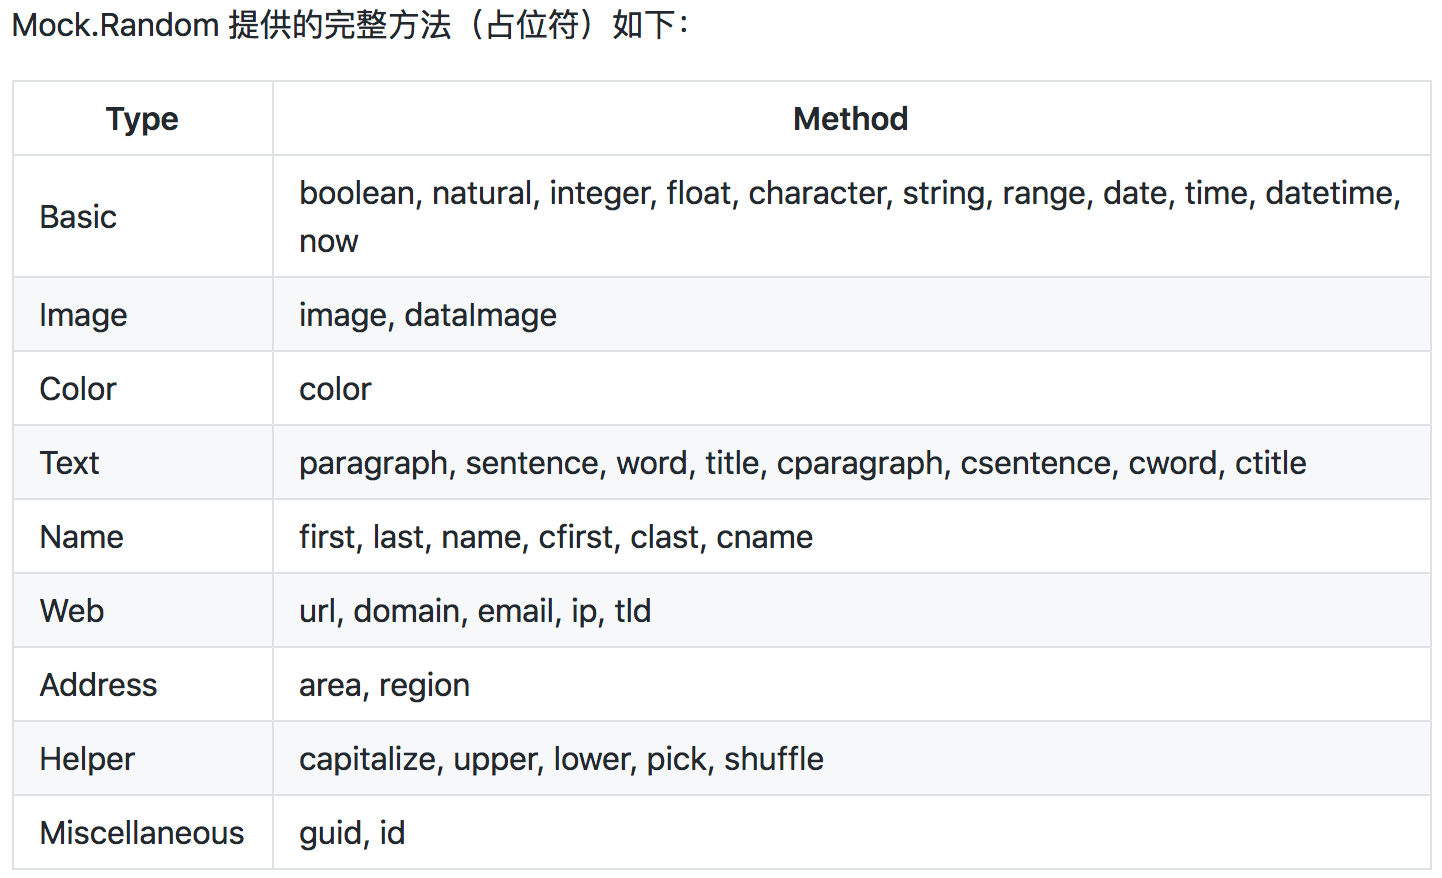 Mock.Random 提供的完整方法（占位符）如下：
Type Method
Basic boolean, natural, integer, float, character, string, range, date, time, datetime,
now
Image image, dataImage
Color color
Text paragraph, sentence, word, title, cparagraph, csentence, cword, ctitle
Name first, last, name, cfirst, clast, cname
Web url, domain, email, ip, tld
Address area, region
Helper capitalize, upper, lower, pick, shuffle
Miscellaneous guid, id